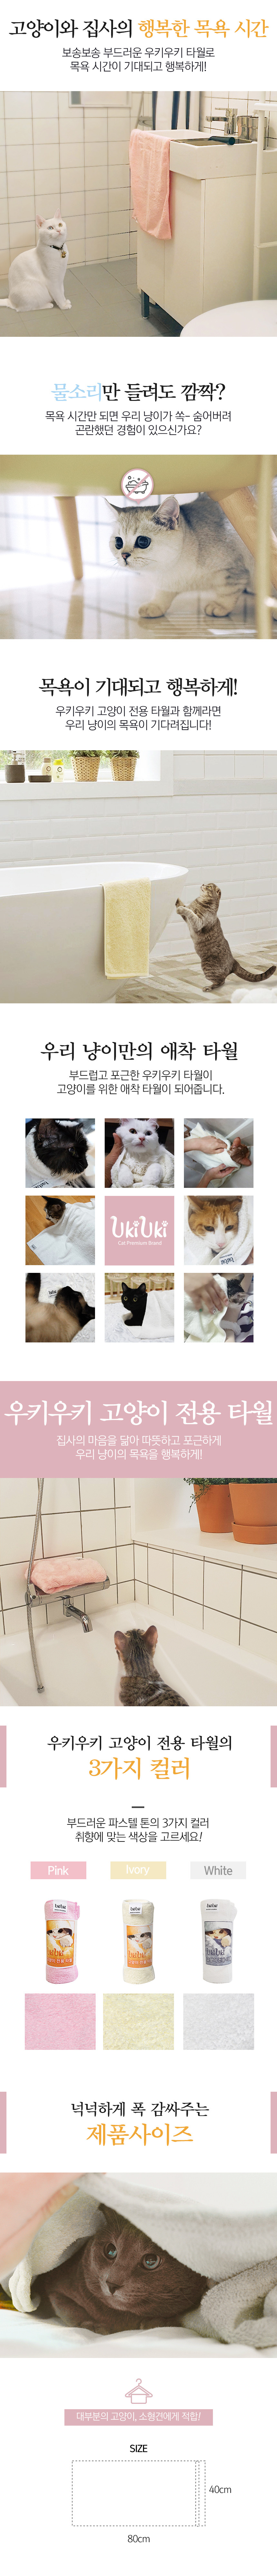 고양이와 집사의 행복한 목욕 시간
보송보송 부드러운 우키우키 타월로
목욕 시간이 기대되고 행복하게!
물소리만 들려도 깜짝?
목욕 시간만 되면 우리 냥이가 쏙~ 숨어버려
곤란했던 경험이 있으신가요?
목욕이 기대되고 행복하게!
우키우키 고양이 전용 타월과 함께라면
우리 냥이의 목욕이 기다려집니다!
우리 냥이만의 애착 타월
부드럽고 포근한 우키우키 타월이
고양이를 위한 애착 타월이 되어줍니다.
UkiUki
Cat Premium Brand
우키우키 고양이 전용 타월
집사의 마음을 닮아 따뜻하고 포근하게
우리 냥이의 목욕을 행복하게!
우키우키 고양이 전용 타월의
3가지 컬러
부드러운 파스텔 톤의 3가지 컬러
취향에 맞는 색상을 고르세요!
Pink
Ivory
White
넉넉하게 폭 감싸주는
제품사이즈
대부분의 고양이, 소형견에게 적합!
SIZE
40cm
80cm